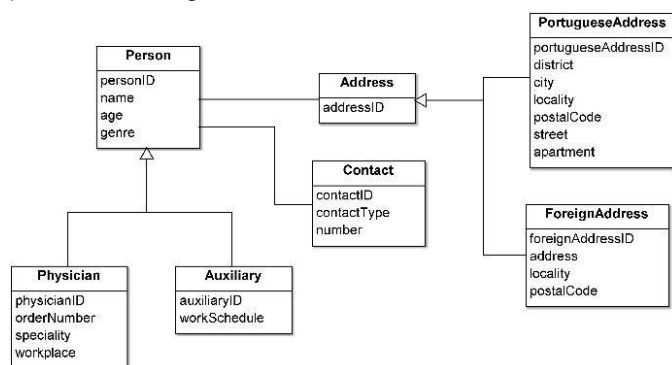 Person
personID
name
age
genre
Address
addressID
Contact
contactID
contactType
number
PortugueseAddress
portugueseAddressID
district
city
locality
postalCode
street
apartment
ForeignAddress
foreignAddressID
address
locality
postalCode
Physician
physicianID
orderNumber
speciality
workplace
Auxiliary
auxiliaryID
workSchedule